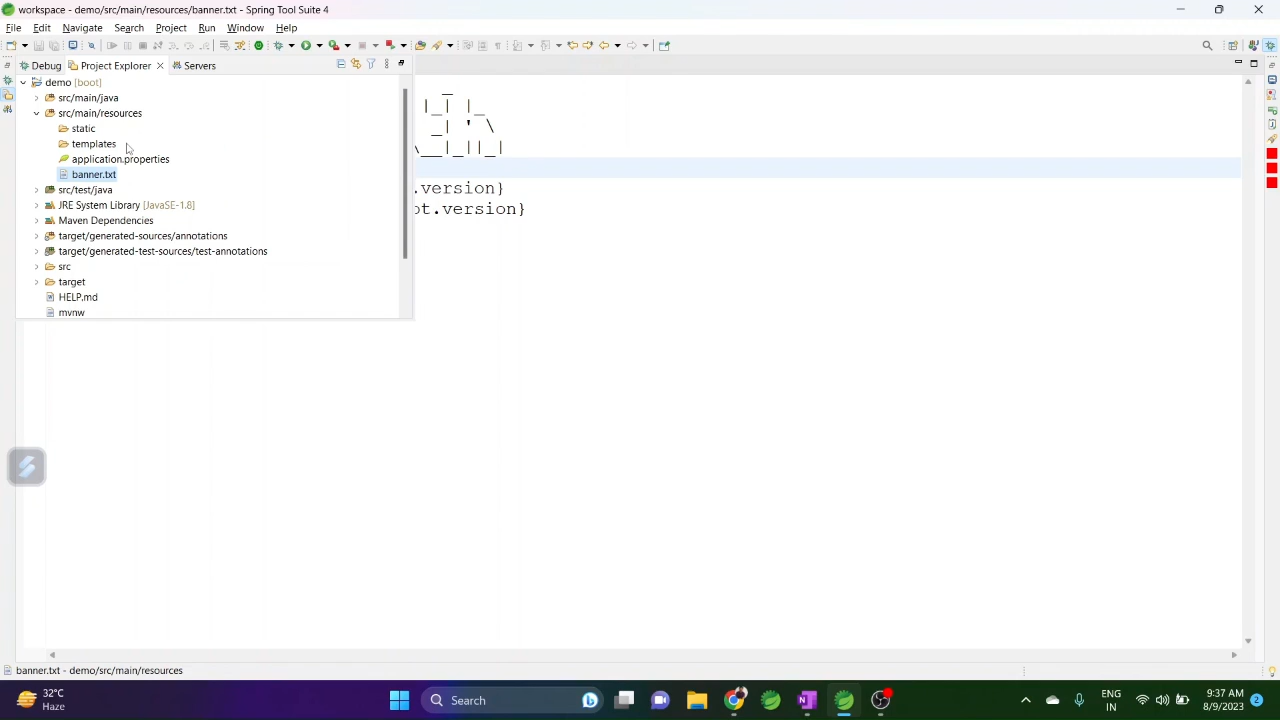 workspace - demo/src/main/resources/banner.txt - Spring Tool Suite 4
File Edit Navigate Search Project Run Window Help
Debug Project Explorer Servers
demo [boot]
src/main/java
src/main/resources
static
templates
application.properties
banner.txt
src/test/java
JRE System Library [JavaSE-1.8]
Maven Dependencies
target/generated-sources/annotations
target/generated-test-sources/test-annotations
src
target
HELP.md
mvnw
.version}
ot.version}
banner.txt - demo/src/main/resources
32°C
Haze
Search
ENG
IN
9:37 AM
8/9/2023
2